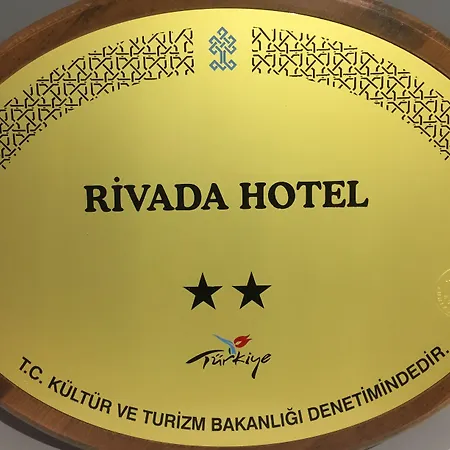 RİVADA HOTEL
★★
Türkiye
T.C. KÜLTÜR VE TURİZM BAKANLIĞI DENETİMİNDEDİR.